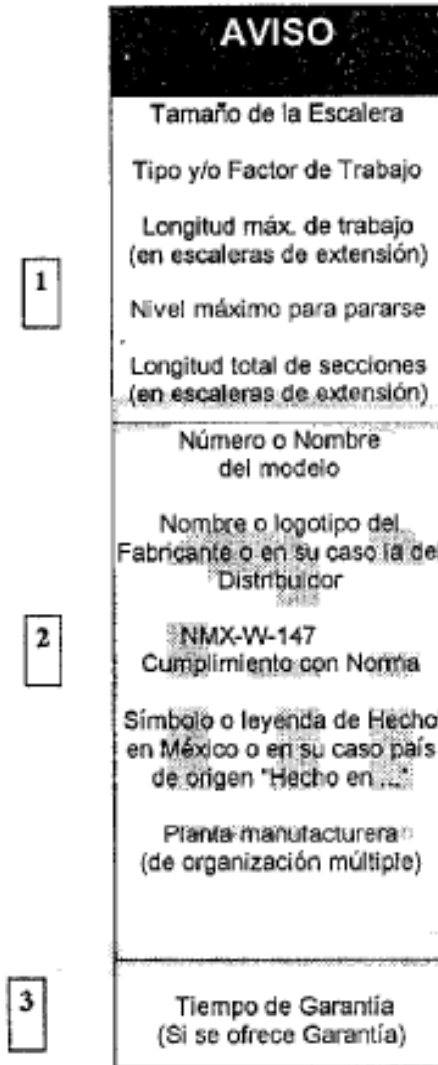 AVISO
Tamaño de la Escalera
Tipo y/o Factor de Trabajo
Longitud máx. de trabajo
(en escaleras de extensión)
1
Nivel máximo para pararse
Longitud total de secciones
(en escaleras de extensión)
Número o Nombre
del modelo
Nombre o logotipo del
Fabricante o en su caso la del
Distribuidor
2
NMX-W-147
Cumplimiento con Norma
Símbolo o leyenda de Hecho
en México o en su caso país
de origen "Hecho en ..."
Planta manufacturera
(de organización múltiple)
3
Tiempo de Garantía
(Si se ofrece Garantía)